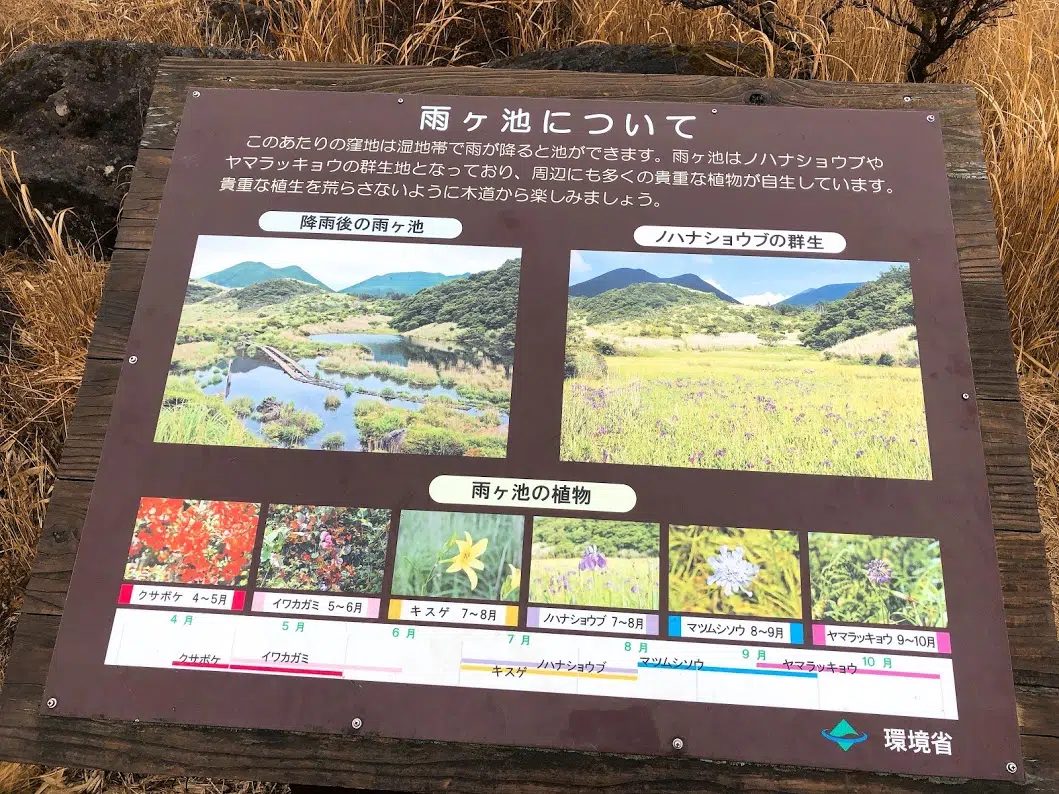 雨ヶ池について
このあたりの窪地は湿地帯で雨が降ると池ができます。雨ヶ池はノハナショウブや
ヤマラッキョウの群生地となっており、周辺にも多くの貴重な植物が自生しています。
貴重な植生を荒らさないように木道から楽しみましょう。
降雨後の雨ヶ池
ノハナショウブの群生
雨ヶ池の植物
クサボケ 4～5月
イワカガミ 5～6月
キスゲ 7～8月
ノハナショウブ 7～8月
マツムシソウ 8～9月
ヤマラッキョウ 9～10月
4月 5月 6月 7月 8月 9月 10月
クサボケ イワカガミ キスゲ ノハナショウブ マツムシソウ ヤマラッキョウ
環境省